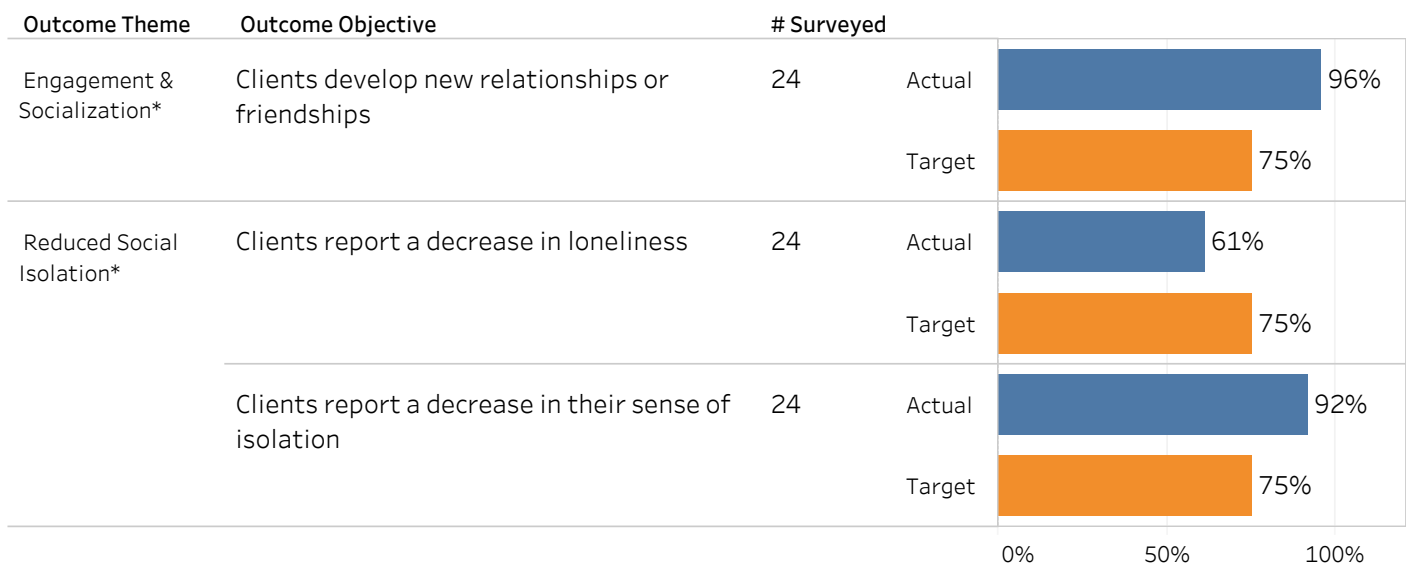 Outcome Theme Outcome Objective # Surveyed
Engagement & Clients develop new relationships or 24 Actual 96%
Socialization* friendships
Target 75%
Reduced Social Clients report a decrease in loneliness 24 Actual 61%
Isolation*
Target 75%
Clients report a decrease in their sense of 24 Actual 92%
isolation
Target 75%
0% 50% 100%